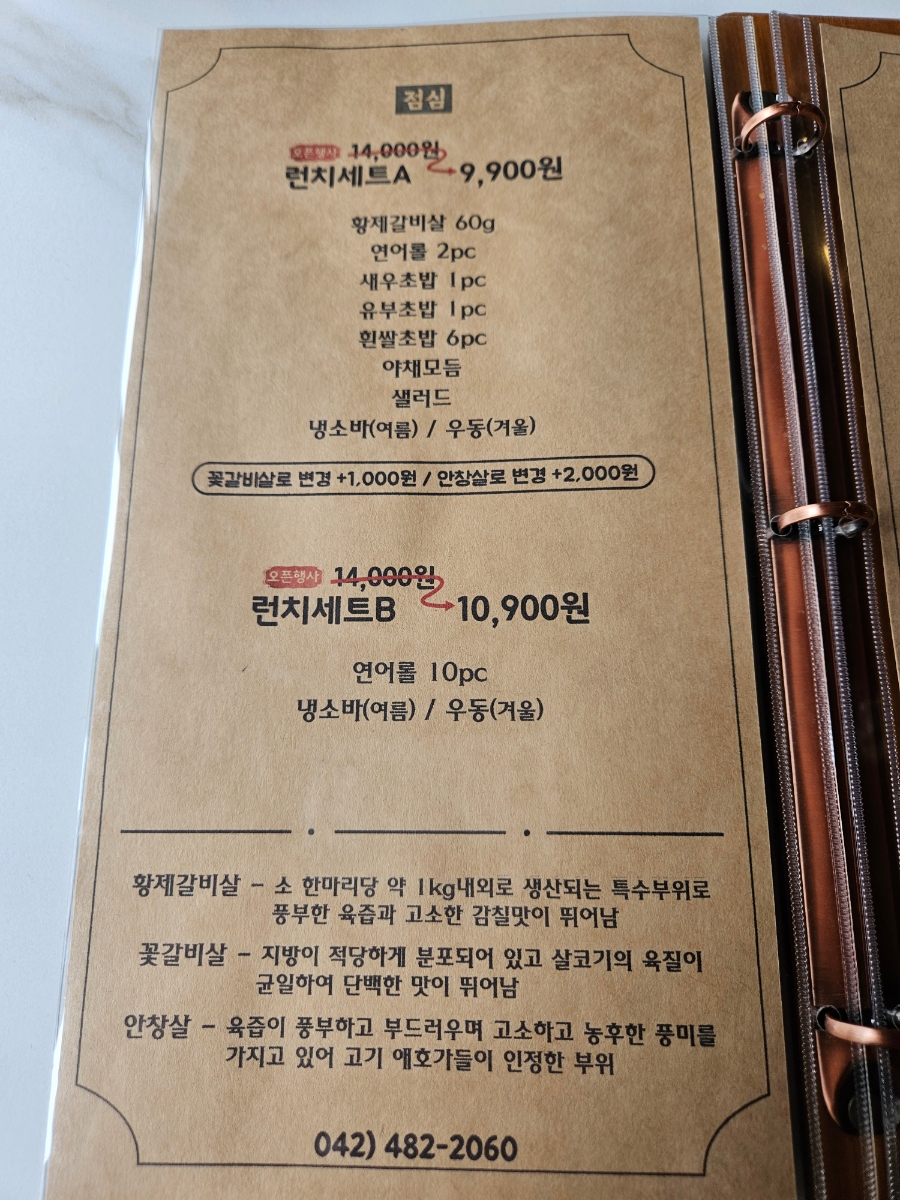 점심
오픈행사 14,000원
런치세트A 9,900원
황제갈비살 60g
연어롤 2pc
새우초밥 1pc
유부초밥 1pc
흰쌀초밥 6pc
야채모듬
샐러드
냉소바(여름) / 우동(겨울)
꽃갈비살로 변경 +1,000원 / 안창살로 변경 +2,000원
오픈행사 14,000원
런치세트B 10,900원
연어롤 10pc
냉소바(여름) / 우동(겨울)
황제갈비살 - 소 한마리당 약 1kg내외로 생산되는 특수부위로
풍부한 육즙과 고소한 감칠맛이 뛰어남
꽃갈비살 - 지방이 적당하게 분포되어 있고 살코기의 육질이
균일하여 단백한 맛이 뛰어남
안창살 - 육즙이 풍부하고 부드러우며 고소하고 농후한 풍미를
가지고 있어 고기 애호가들이 인정한 부위
042) 482-2060